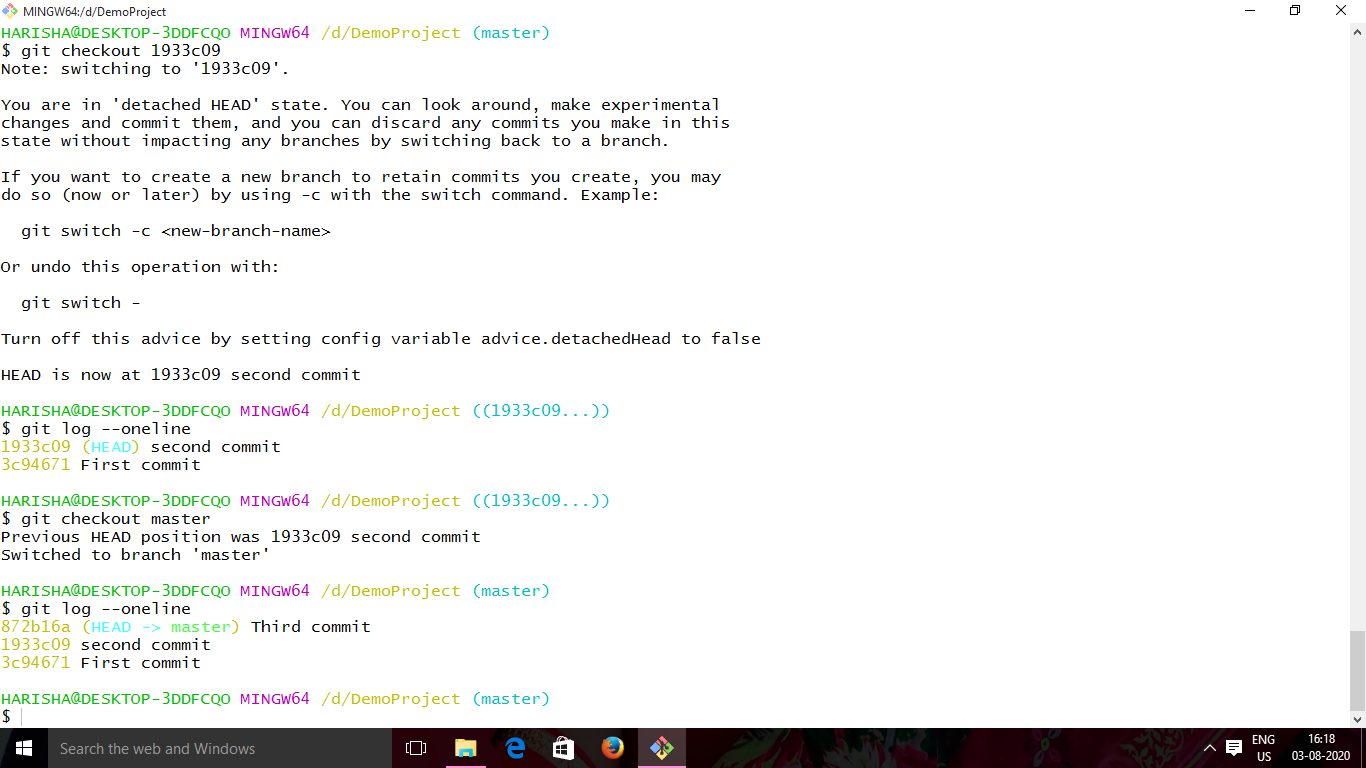 MINGW64:/d/DemoProject
HARISHA@DESKTOP-3DDFCQO MINGW64 /d/DemoProject (master)
$ git checkout 1933c09
Note: switching to '1933c09'.
You are in 'detached HEAD' state. You can look around, make experimental
changes and commit them, and you can discard any commits you make in this
state without impacting any branches by switching back to a branch.
If you want to create a new branch to retain commits you create, you may
do so (now or later) by using -c with the switch command. Example:
git switch -c <new-branch-name>
Or undo this operation with:
git switch -
Turn off this advice by setting config variable advice.detachedHead to false
HEAD is now at 1933c09 second commit
HARISHA@DESKTOP-3DDFCQO MINGW64 /d/DemoProject ((1933c09...))
$ git log --oneline
1933c09 (HEAD) second commit
3c94671 First commit
HARISHA@DESKTOP-3DDFCQO MINGW64 /d/DemoProject ((1933c09...))
$ git checkout master
Previous HEAD position was 1933c09 second commit
Switched to branch 'master'
HARISHA@DESKTOP-3DDFCQO MINGW64 /d/DemoProject (master)
$ git log --oneline
872b16a (HEAD -> master) Third commit
1933c09 second commit
3c94671 First commit
HARISHA@DESKTOP-3DDFCQO MINGW64 /d/DemoProject (master)
$
Search the web and Windows
ENG
US
16:18
03-08-2020